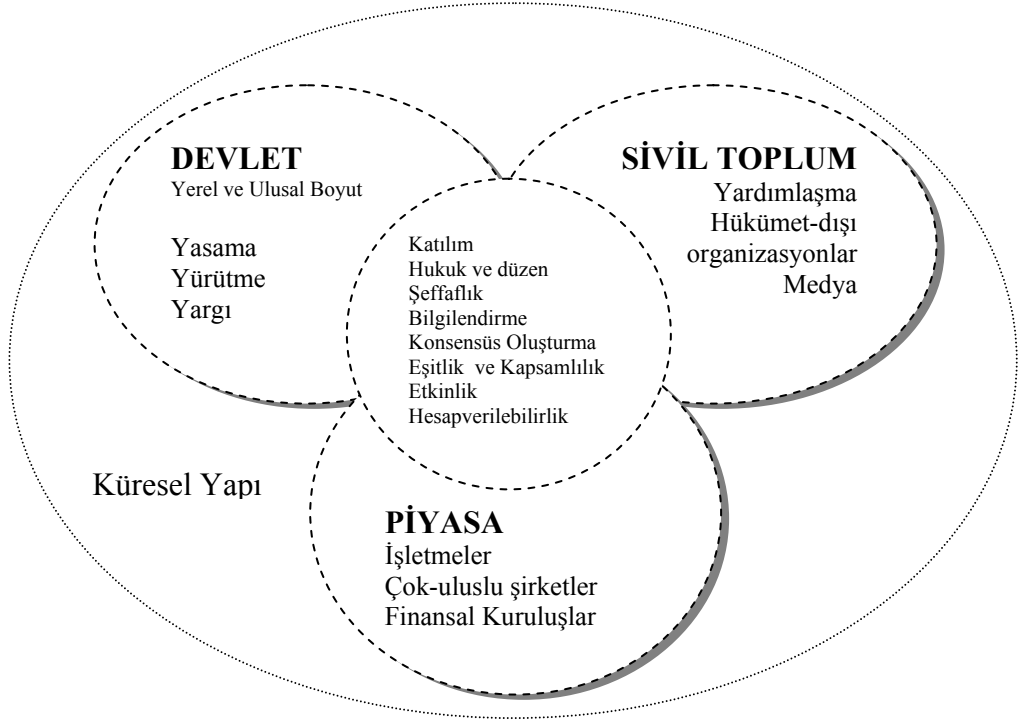 DEVLET
Yerel ve Ulusal Boyut
Yasama
Yürütme
Yargı
SİVİL TOPLUM
Yardımlaşma
Hükümet-dışı
organizasyonlar
Medya
Katılım
Hukuk ve düzen
Şeffaflık
Bilgilendirme
Konsensüs Oluşturma
Eşitlik ve Kapsamlılık
Etkinlik
Hesapverilebilirlik
Küresel Yapı
PİYASA
İşletmeler
Çok-uluslu şirketler
Finansal Kuruluşlar